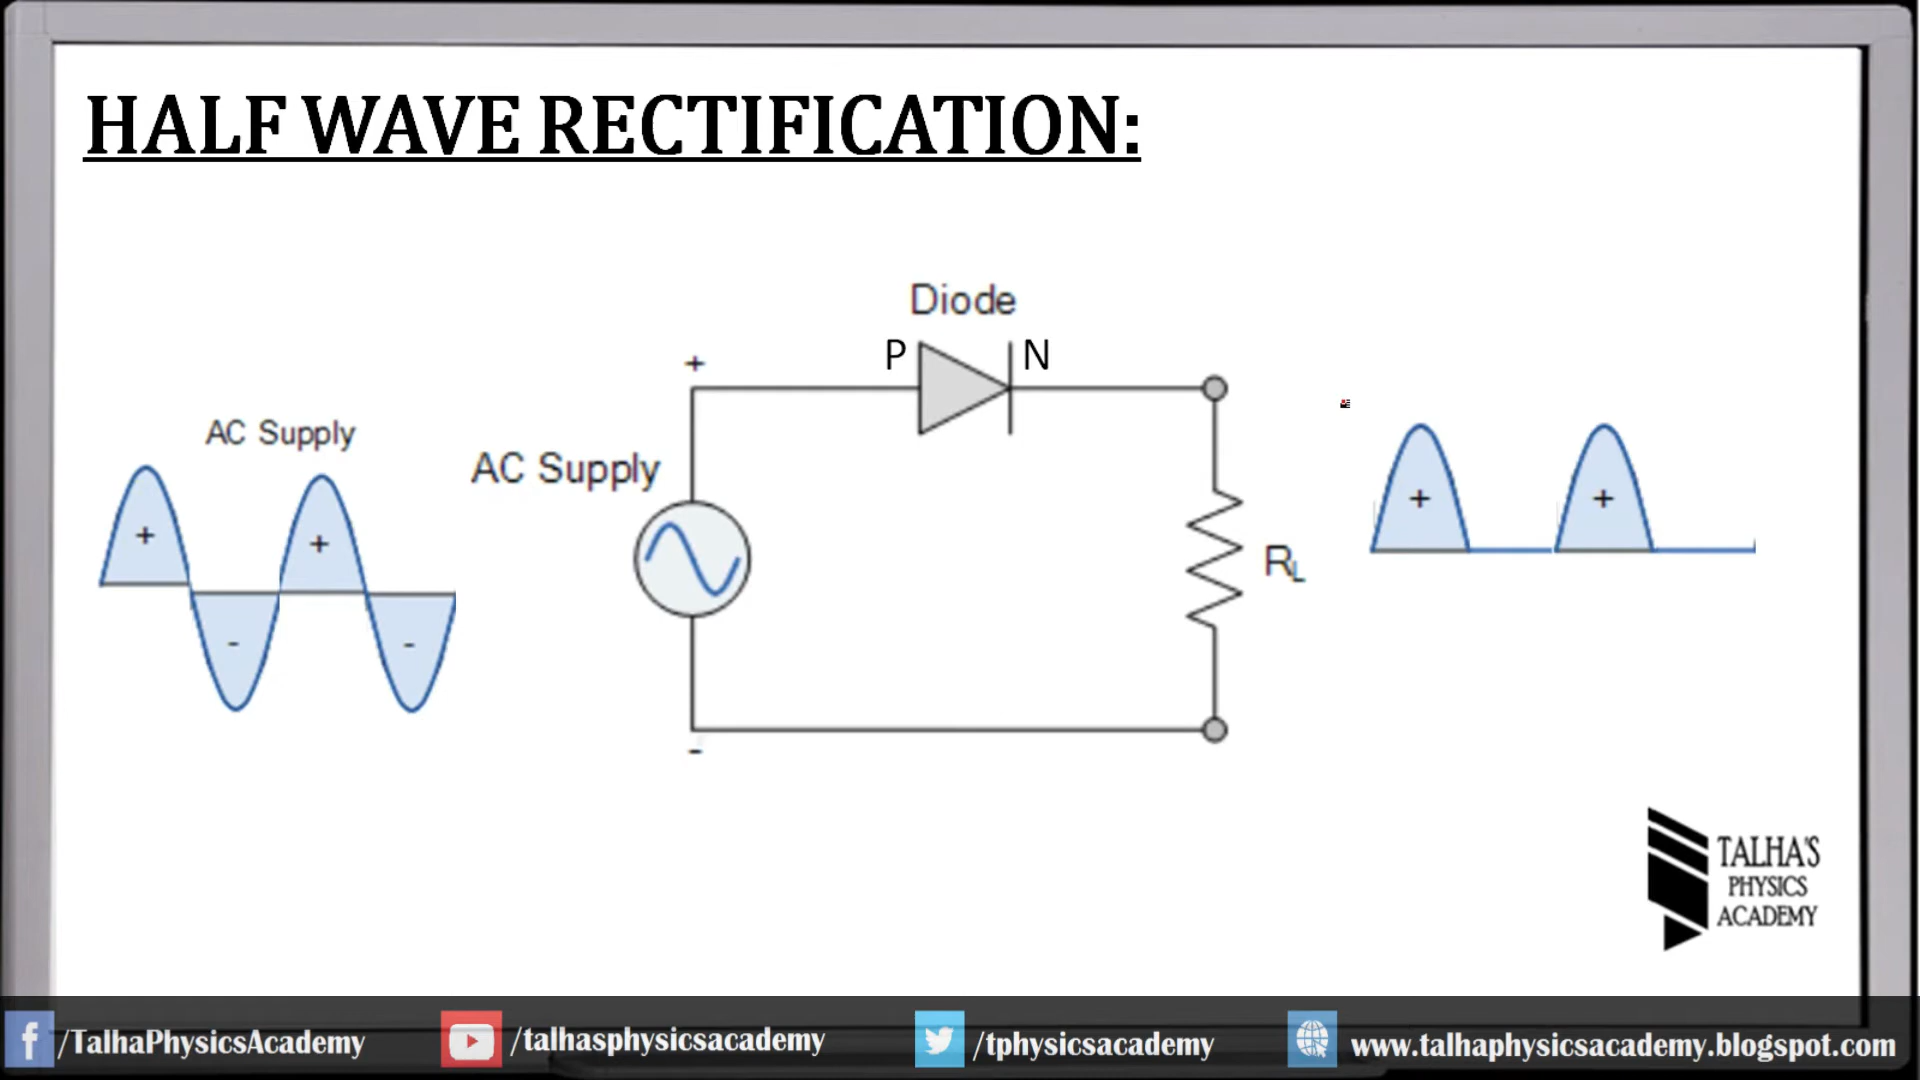 HALF WAVE RECTIFICATION:
Diode
+
P
N
AC Supply
AC Supply
+
+
-
-
+
+
RL
-
TALHA'S
PHYSICS
ACADEMY
/TalhaPhysicsAcademy
/talhasphysicsacademy
/tphysicsacademy
www.talhaphysicsacademy.blogspot.com